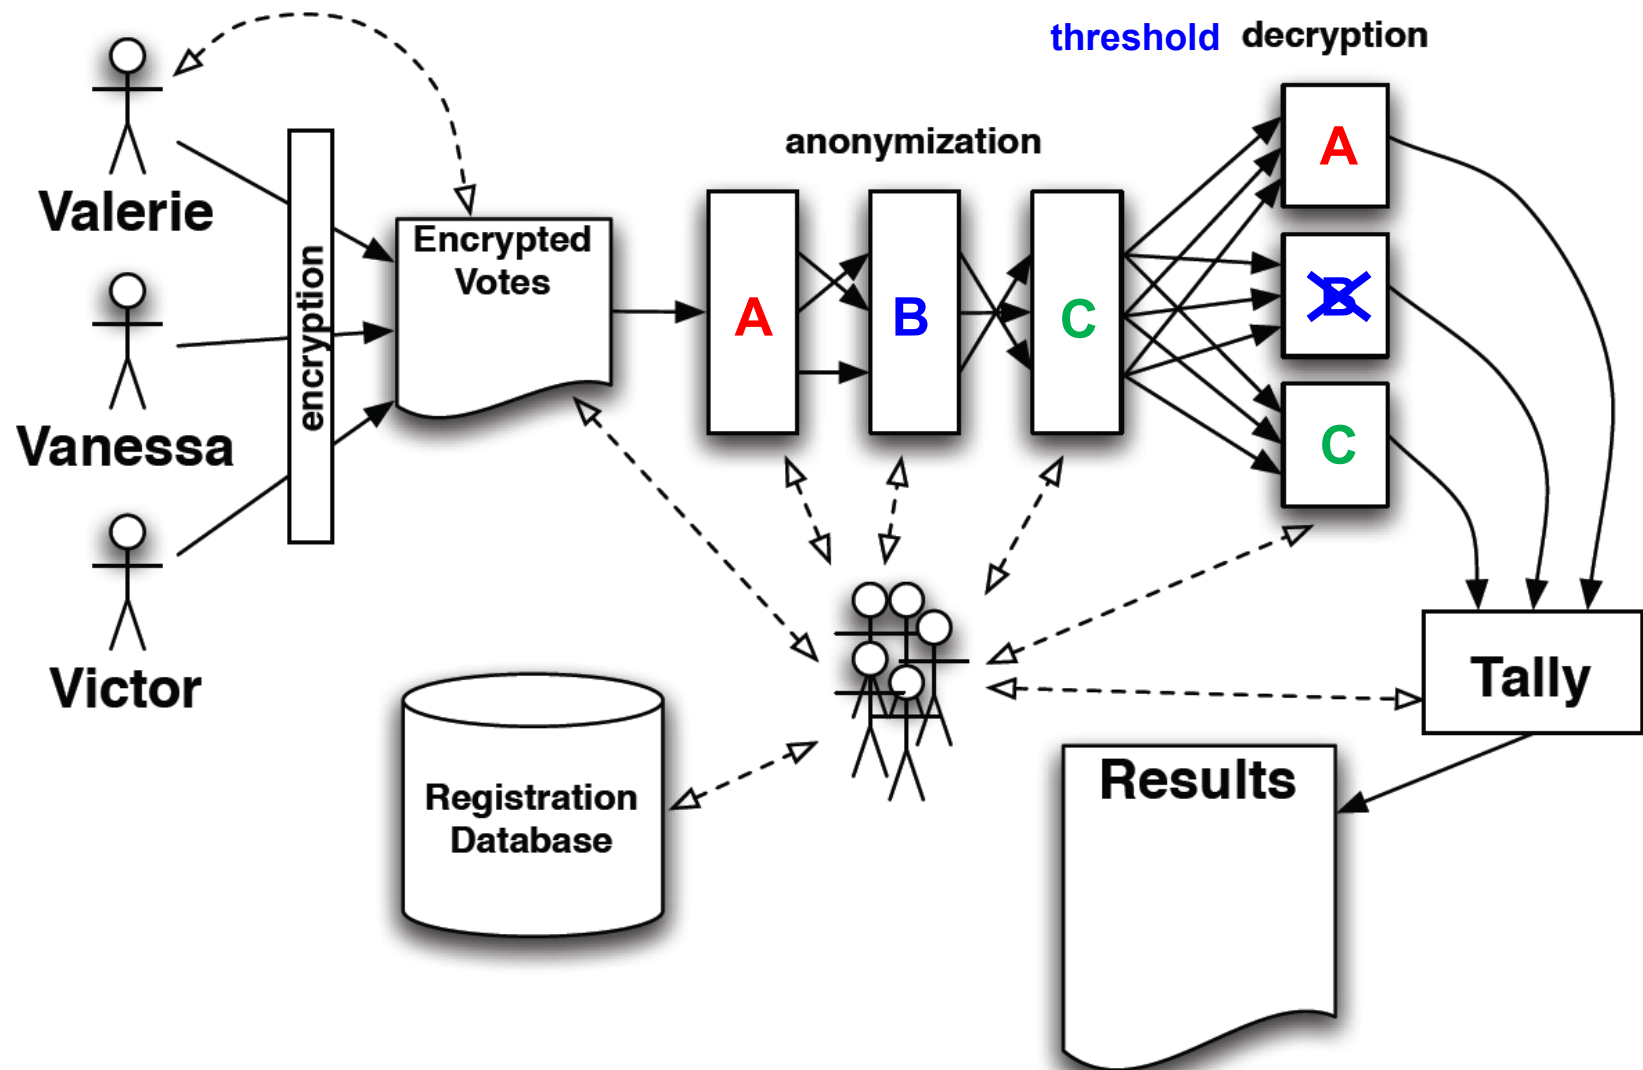 threshold decryption
anonymization
Valerie
Vanessa
Victor
encryption
Encrypted
Votes
A
B
C
A
B
C
Registration
Database
Tally
Results